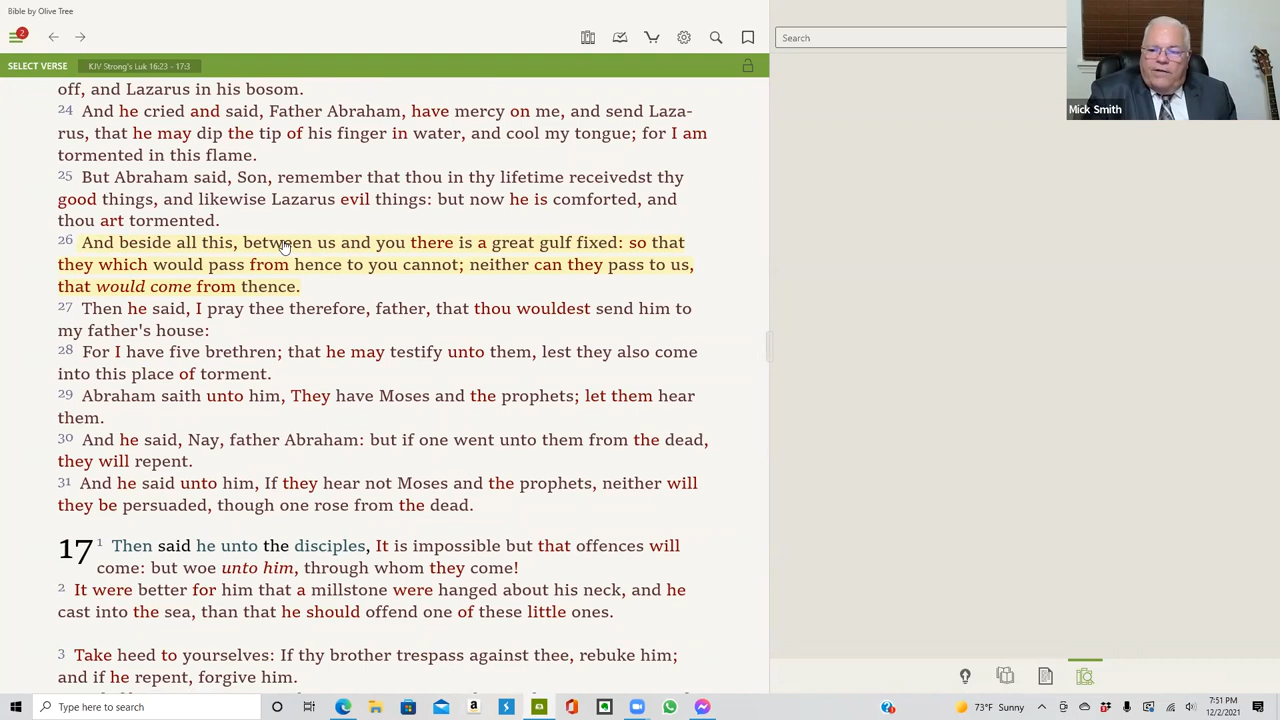 Bible by Olive Tree
2
SELECT VERSE
KJV Strong's Luk 16:23 - 17:3
Search
Mick Smith
off, and Lazarus in his bosom.
24 And he cried and said, Father Abraham, have mercy on me, and send Laza-
rus, that he may dip the tip of his finger in water, and cool my tongue; for I am
tormented in this flame.
25 But Abraham said, Son, remember that thou in thy lifetime receivedst thy
good things, and likewise Lazarus evil things: but now he is comforted, and
thou art tormented.
26 And beside all this, between us and you there is a great gulf fixed: so that
they which would pass from hence to you cannot; neither can they pass to us,
that would come from thence.
27 Then he said, I pray thee therefore, father, that thou wouldest send him to
my father's house:
28 For I have five brethren; that he may testify unto them, lest they also come
into this place of torment.
29 Abraham saith unto him, They have Moses and the prophets; let them hear
them.
30 And he said, Nay, father Abraham: but if one went unto them from the dead,
they will repent.
31 And he said unto him, If they hear not Moses and the prophets, neither will
they be persuaded, though one rose from the dead.
17 1 Then said he unto the disciples, It is impossible but that offences will
come: but woe unto him, through whom they come!
2 It were better for him that a millstone were hanged about his neck, and he
cast into the sea, than that he should offend one of these little ones.
3 Take heed to yourselves: If thy brother trespass against thee, rebuke him;
and if he repent, forgive him.
Type here to search
73°F Sunny
7:51 PM
12/2/2021